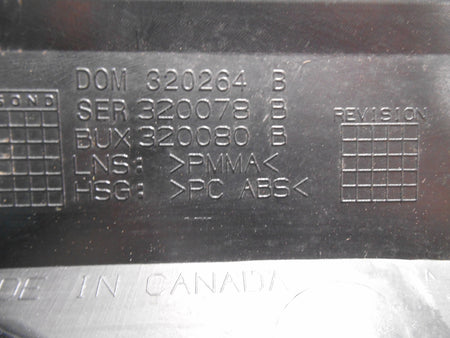 DOM 320264 B
SER 320078 B
BUX 320080 B
LNS: >PMMA<
HSG: >PC ABS<
REVISION
IN CANADA